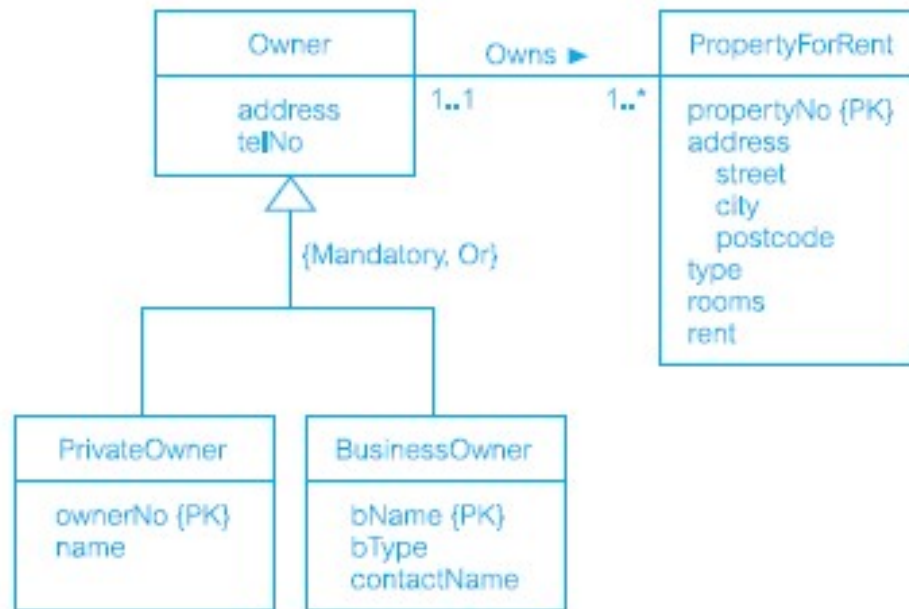 Owner
address
telNo
Owns ►
1..1
1..*
PropertyForRent
propertyNo {PK}
address
street
city
postcode
type
rooms
rent
{Mandatory, Or}
PrivateOwner
ownerNo {PK}
name
BusinessOwner
bName {PK}
bType
contactName